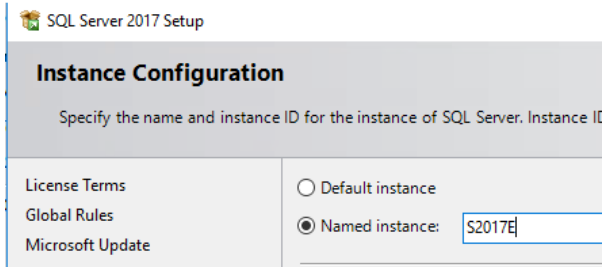 SQL Server 2017 Setup
Instance Configuration
Specify the name and instance ID for the instance of SQL Server. Instance ID
License Terms
Global Rules
Microsoft Update
Default instance
Named instance: S2017E